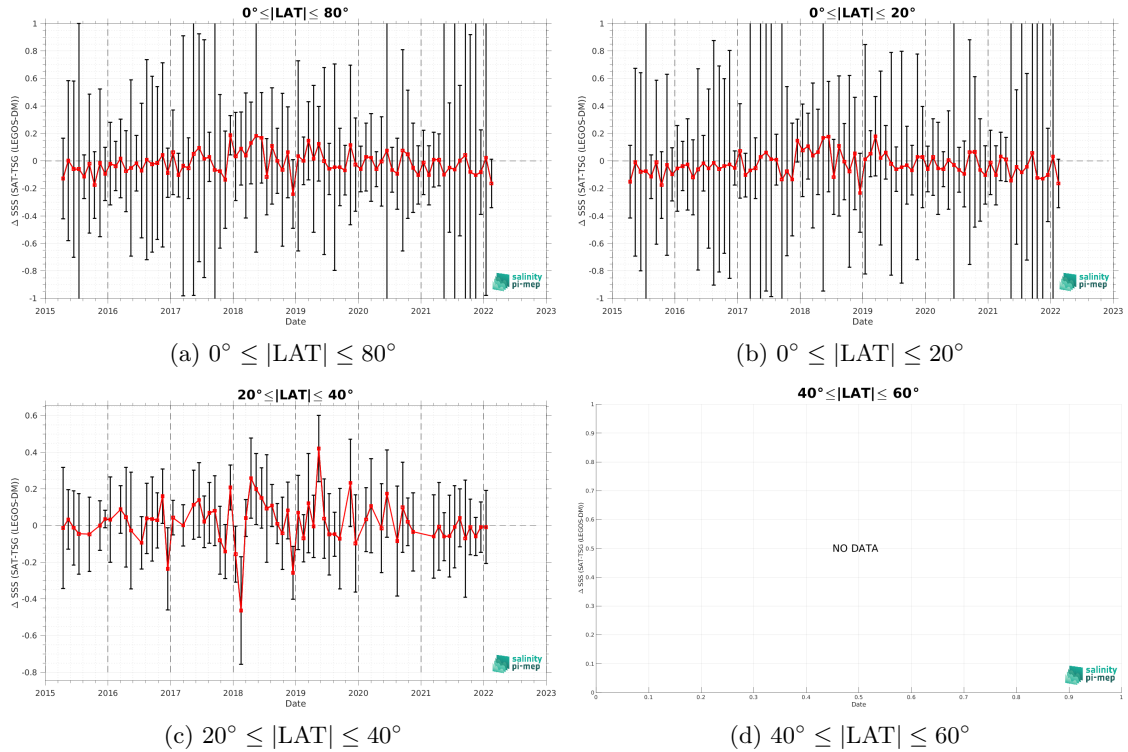 0°≤|LAT|≤ 80°
Δ SSS (SAT-TSG (LEGOS-DM))
1
0.8
0.6
0.4
0.2
0
-0.2
-0.4
-0.6
-0.8
-1
2015 2016 2017 2018 2019 2020 2021 2022 2023
Date
salinity
pi-mep
(a) 0° ≤ |LAT| ≤ 80°
0°≤|LAT|≤ 20°
Δ SSS (SAT-TSG (LEGOS-DM))
1
0.8
0.6
0.4
0.2
0
-0.2
-0.4
-0.6
-0.8
-1
2015 2016 2017 2018 2019 2020 2021 2022 2023
Date
salinity
pi-mep
(b) 0° ≤ |LAT| ≤ 20°
20°≤|LAT|≤ 40°
Δ SSS (SAT-TSG (LEGOS-DM))
0.6
0.4
0.2
0
-0.2
-0.4
-0.6
-0.8
2015 2016 2017 2018 2019 2020 2021 2022 2023
Date
salinity
pi-mep
(c) 20° ≤ |LAT| ≤ 40°
40°≤|LAT|≤ 60°
Δ SSS (SAT-TSG (LEGOS-DM))
1
0.9
0.8
0.7
0.6
0.5
0.4
0.3
0.2
0.1
0
NO DATA
0 0.1 0.2 0.3 0.4 0.5 0.6 0.7 0.8 0.9 1
Date
salinity
pi-mep
(d) 40° ≤ |LAT| ≤ 60°